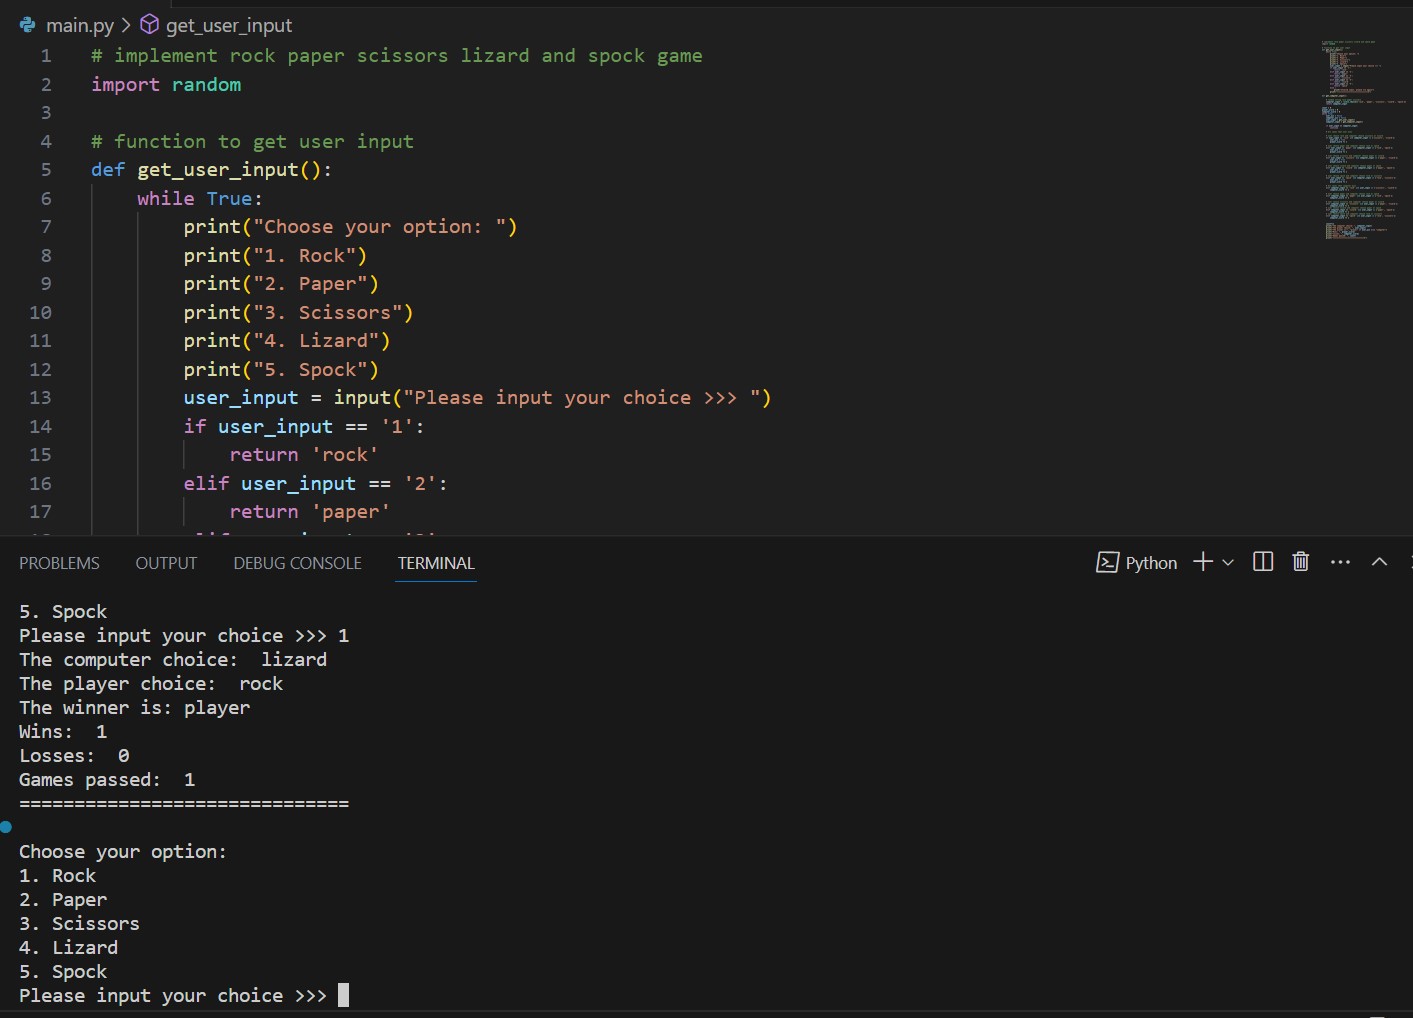 main.py > get_user_input
1 # implement rock paper scissors lizard and spock game
2 import random
3
4 # function to get user input
5 def get_user_input():
6 while True:
7 print("Choose your option: ")
8 print("1. Rock")
9 print("2. Paper")
10 print("3. Scissors")
11 print("4. Lizard")
12 print("5. Spock")
13 user_input = input("Please input your choice >>> ")
14 if user_input == '1':
15 return 'rock'
16 elif user_input == '2':
17 return 'paper'
PROBLEMS OUTPUT DEBUG CONSOLE TERMINAL Python
5. Spock
Please input your choice >>> 1
The computer choice:  lizard
The player choice:  rock
The winner is: player
Wins:  1
Losses:  0
Games passed:  1
==============================
Choose your option:
1. Rock
2. Paper
3. Scissors
4. Lizard
5. Spock
Please input your choice >>>